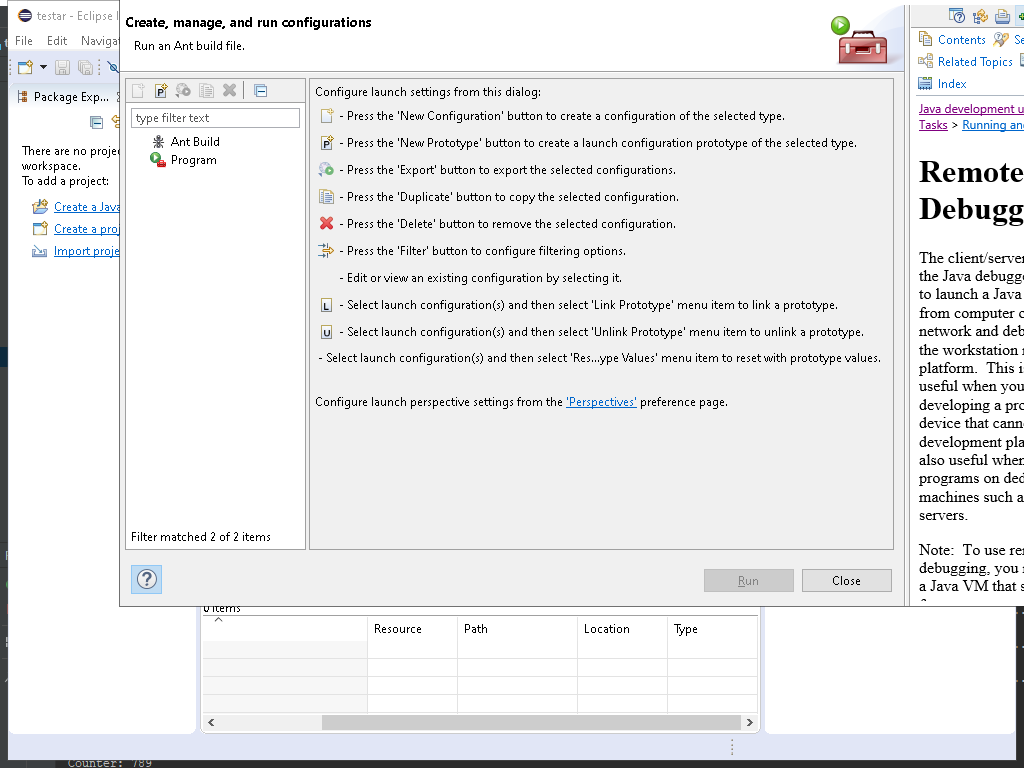 testar - Eclipse I
File Edit Navigat
Package Exp...
There are no proje
workspace.
To add a project:
Create a Java
Create a proj
Import proje
Create, manage, and run configurations
Run an Ant build file.
type filter text
Ant Build
Program
Filter matched 2 of 2 items
Configure launch settings from this dialog:
- Press the 'New Configuration' button to create a configuration of the selected type.
P - Press the 'New Prototype' button to create a launch configuration prototype of the selected type.
- Press the 'Export' button to export the selected configurations.
- Press the 'Duplicate' button to copy the selected configuration.
- Press the 'Delete' button to remove the selected configuration.
- Press the 'Filter' button to configure filtering options.
- Edit or view an existing configuration by selecting it.
L - Select launch configuration(s) and then select 'Link Prototype' menu item to link a prototype.
U - Select launch configuration(s) and then select 'Unlink Prototype' menu item to unlink a prototype.
- Select launch configuration(s) and then select 'Res...ype Values' menu item to reset with prototype values.
Configure launch perspective settings from the 'Perspectives' preference page.
? Run Close
Contents Se
Related Topics
Index
Java development u
Tasks > Running and
Remote
Debugg
The client/server
the Java debugge
to launch a Java
from computer o
network and deb
the workstation r
platform. This is
useful when you
developing a pro
device that canno
development pla
also useful when
programs on ded
machines such a
servers.
Note: To use rem
debugging, you m
a Java VM that s
0 items
Resource Path Location Type
Counter: 789